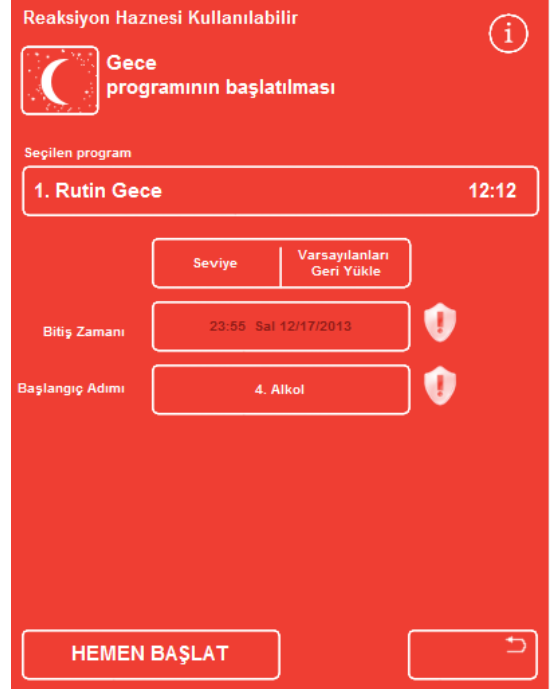 Reaksiyon Haznesi Kullanılabilir
i
Gece
programının başlatılması
Seçilen program
1. Rutin Gece 12:12
Seviye
Varsayılanları
Geri Yükle
Bitiş Zamanı 23:55 Sal 12/17/2013
Başlangıç Adımı 4. Alkol
HEMEN BAŞLAT